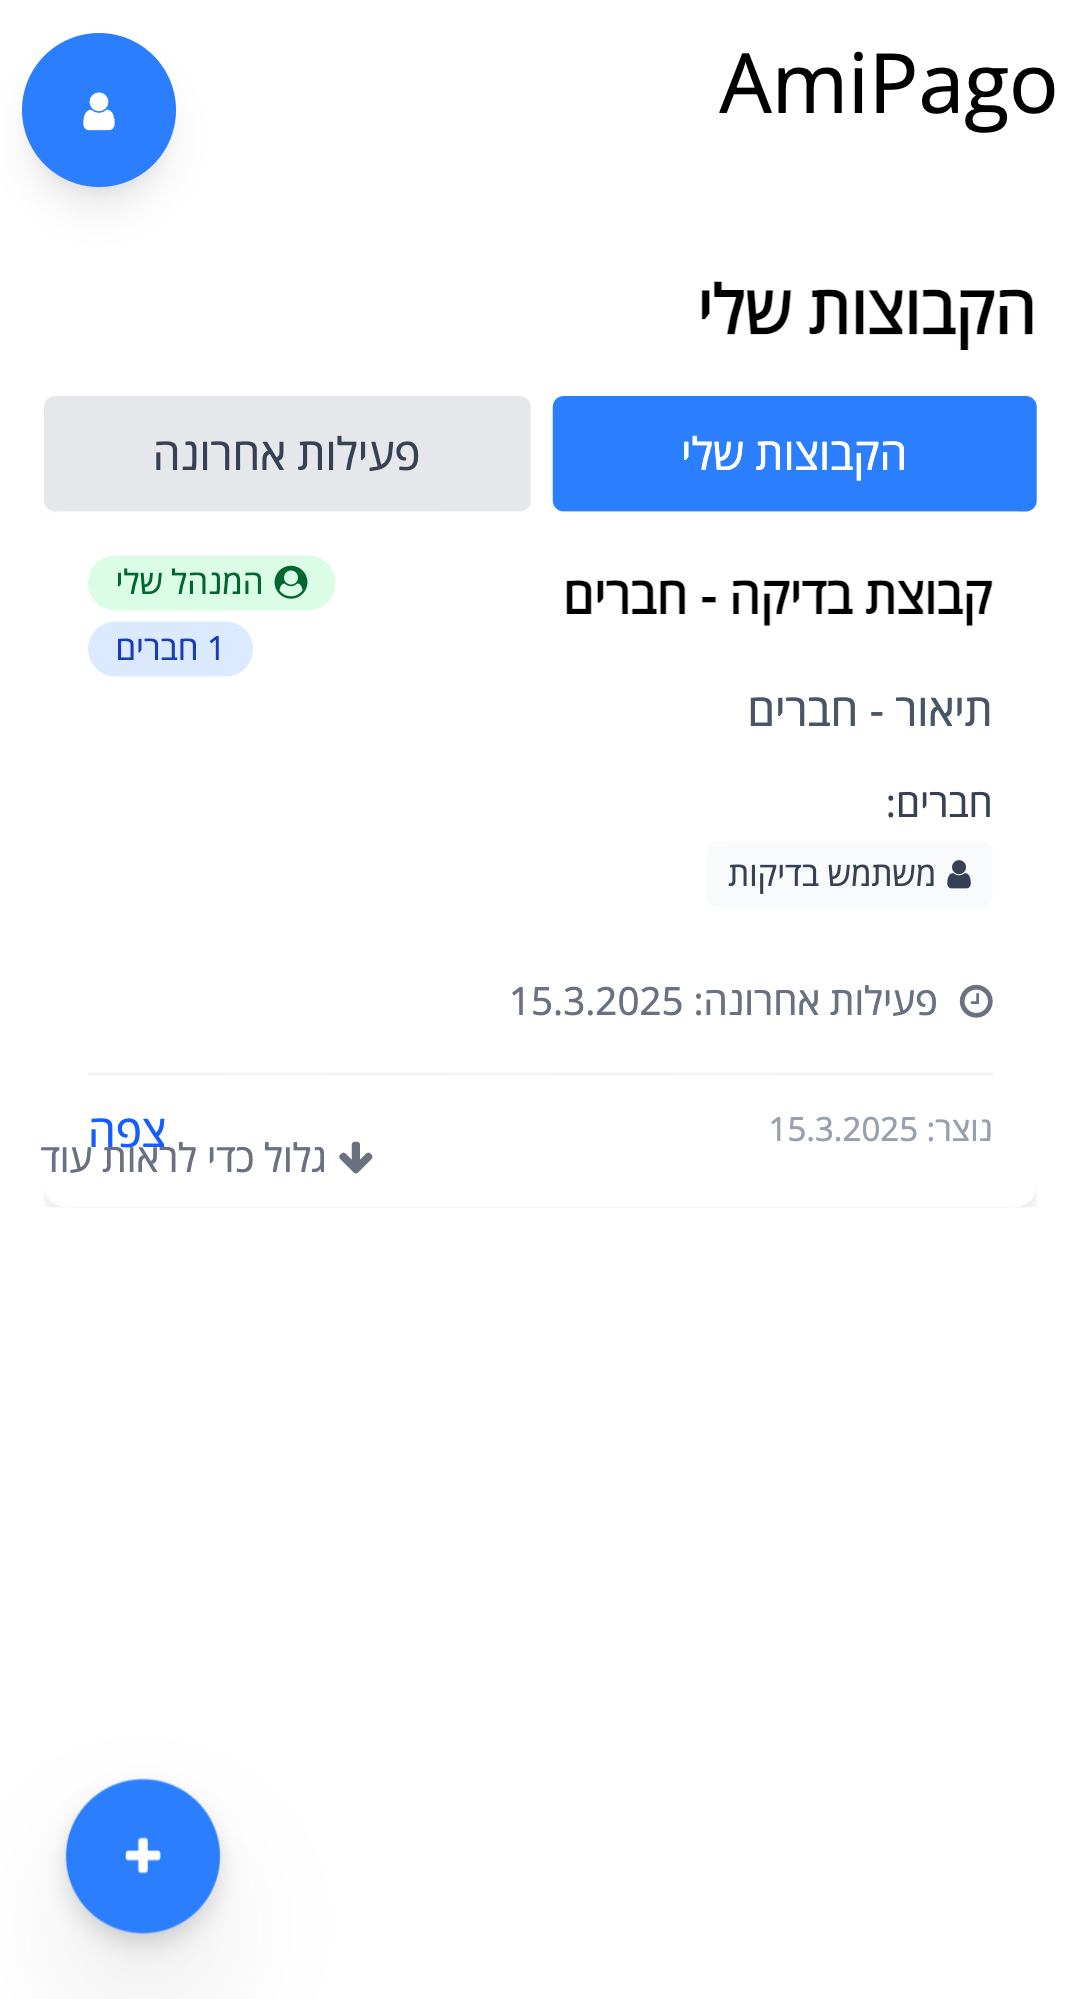 AmiPago
הקבוצות שלי
הקבוצות שלי
פעילות אחרונה
קבוצת בדיקה - חברים
המנהל שלי
1 חברים
תיאור - חברים
חברים:
משתמש בדיקות
פעילות אחרונה: 15.3.2025
נוצר: 15.3.2025
צפה
גלול כדי לראות עוד